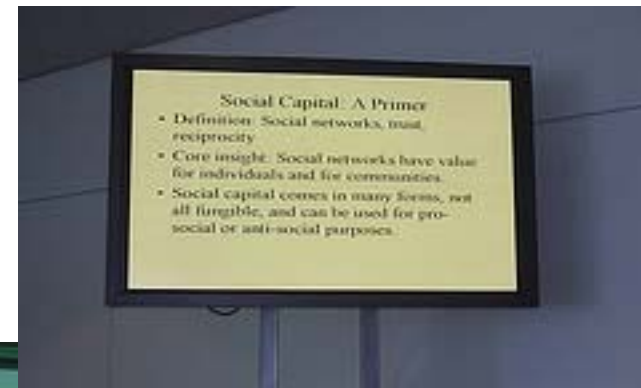 Social Capital: A Primer
• Definition: Social networks, trust,
reciprocity
• Core insight: Social networks have value
for individuals and for communities.
• Social capital comes in many forms, not
all fungible, and can be used for pro-
social or anti-social purposes.